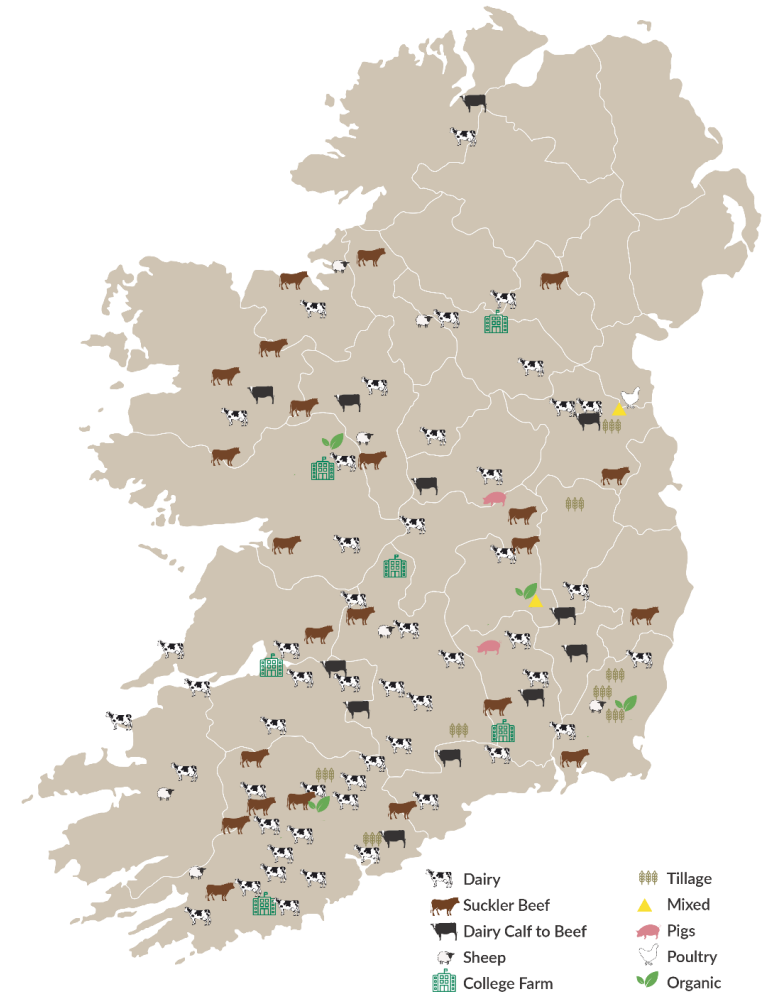 Dairy
Suckler Beef
Dairy Calf to Beef
Sheep
College Farm
Tillage
Mixed
Pigs
Poultry
Organic